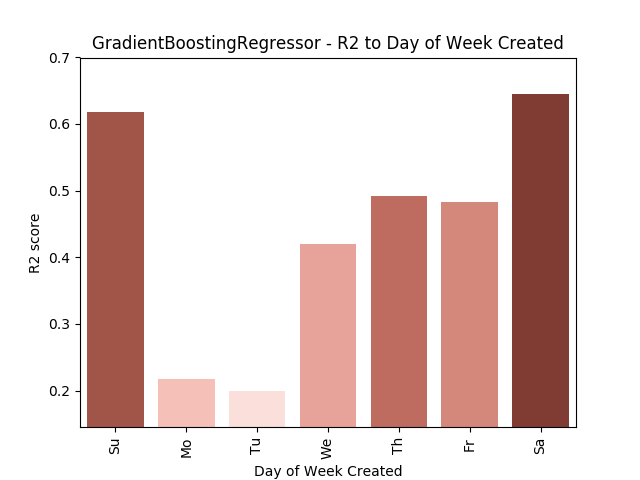 GradientBoostingRegressor - R2 to Day of Week Created
0.7
0.6
0.5
0.4
0.3
0.2
R2 score
Su
Mo
Tu
We
Th
Fr
Sa
Day of Week Created